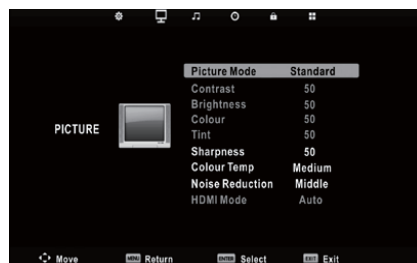 Picture Mode Standard
Contrast 50
Brightness 50
Colour 50
Tint 50
PICTURE
Sharpness 50
Colour Temp Medium
Noise Reduction Middle
HDMI Mode Auto
Move MENU Return ENTER Select EXIT Exit